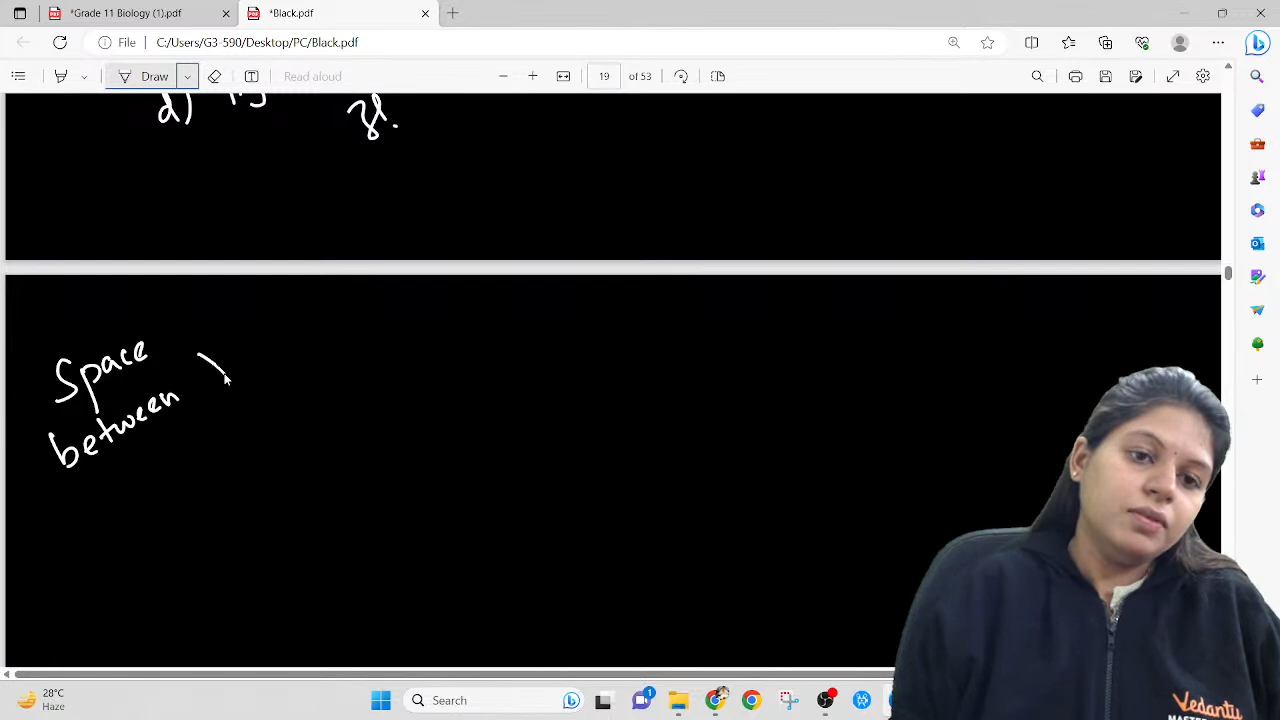 *Grade 11 Biology (1).pdf
*Black.pdf
File C:/Users/G3-590/Desktop/PC/Black.pdf
Draw
Read aloud
19 of 53
d)
Space
between
28°C
Haze
Search
1
Vedantu